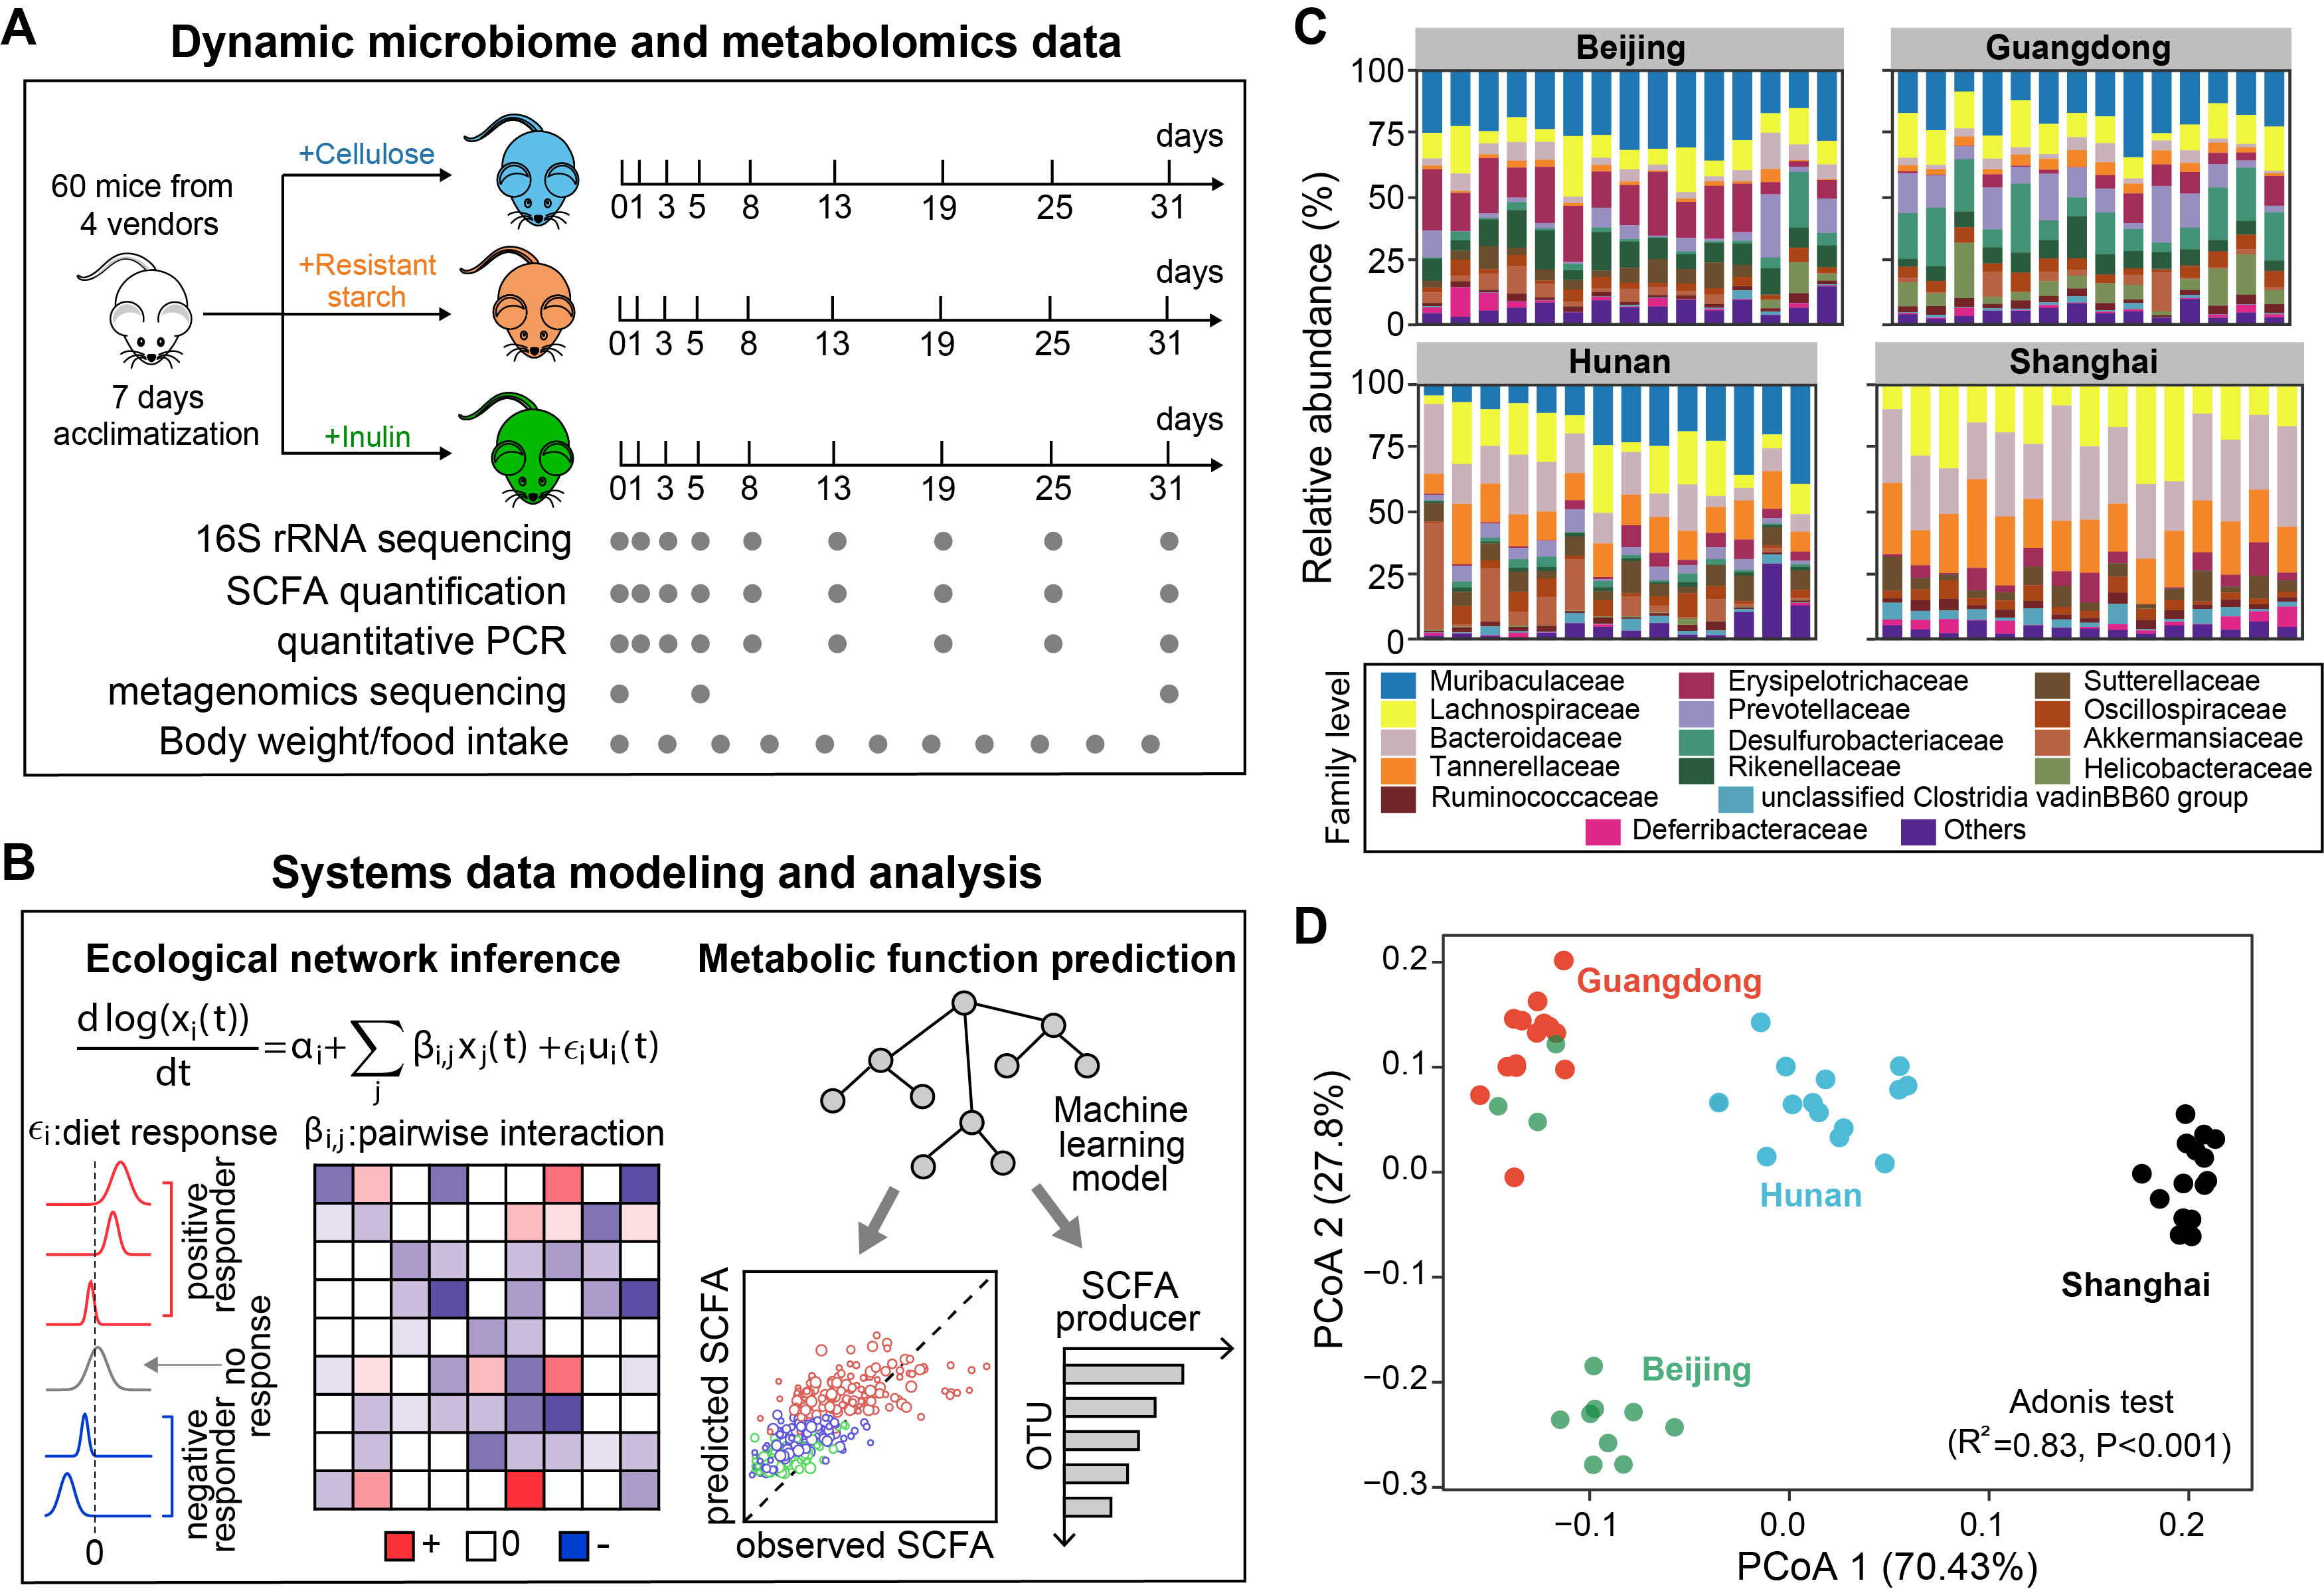 A
Dynamic microbiome and metabolomics data
60 mice from
4 vendors
7 days
acclimatization
+Cellulose
days
0 1 3 5 8 13 19 25 31
+Resistant
starch
days
0 1 3 5 8 13 19 25 31
+Inulin
days
0 1 3 5 8 13 19 25 31
16S rRNA sequencing
SCFA quantification
quantitative PCR
metagenomics sequencing
Body weight/food intake
B
Systems data modeling and analysis
Ecological network inference
d log(xi(t))
dt
=αi+∑βi,jxj(t) +ϵiui(t)
j
ϵi:diet response
βi,j:pairwise interaction
positive
responder
no
response
negative
responder
0
+ 0 -
Metabolic function prediction
Machine
learning
model
predicted SCFA
observed SCFA
SCFA
producer
OTU
C
Relative abundance (%)
Beijing
Guangdong
100
75
50
25
0
Hunan
Shanghai
100
75
50
25
0
Family level
Muribaculaceae Erysipelotrichaceae Sutterellaceae
Lachnospiraceae Prevotellaceae Oscillospiraceae
Bacteroidaceae Desulfurobacteriaceae Akkermansiaceae
Tannerellaceae Rikenellaceae Helicobacteraceae
Ruminococcaceae unclassified Clostridia vadinBB60 group
Deferribacteraceae Others
D
PCoA 2 (27.8%)
0.2
0.1
0.0
−0.1
−0.2
−0.3
Guangdong
Hunan
Shanghai
Beijing
Adonis test
(R²=0.83, P<0.001)
−0.1 0.0 0.1 0.2
PCoA 1 (70.43%)